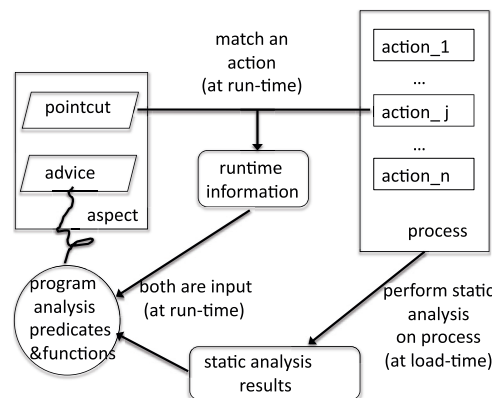 match an
action
(at run-time)
action_1
...
action_ j
...
action_n
process
pointcut
advice
aspect
runtime
information
program
analysis
predicates
&functions
both are input
(at run-time)
perform static
analysis
on process
(at load-time)
static analysis
results